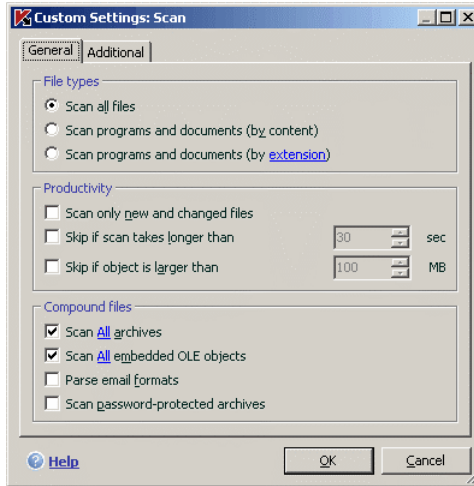 Custom Settings: Scan
General Additional
File types
Scan all files
Scan programs and documents (by content)
Scan programs and documents (by extension)
Productivity
Scan only new and changed files
Skip if scan takes longer than 30 sec
Skip if object is larger than 100 MB
Compound files
Scan All archives
Scan All embedded OLE objects
Parse email formats
Scan password-protected archives
Help OK Cancel